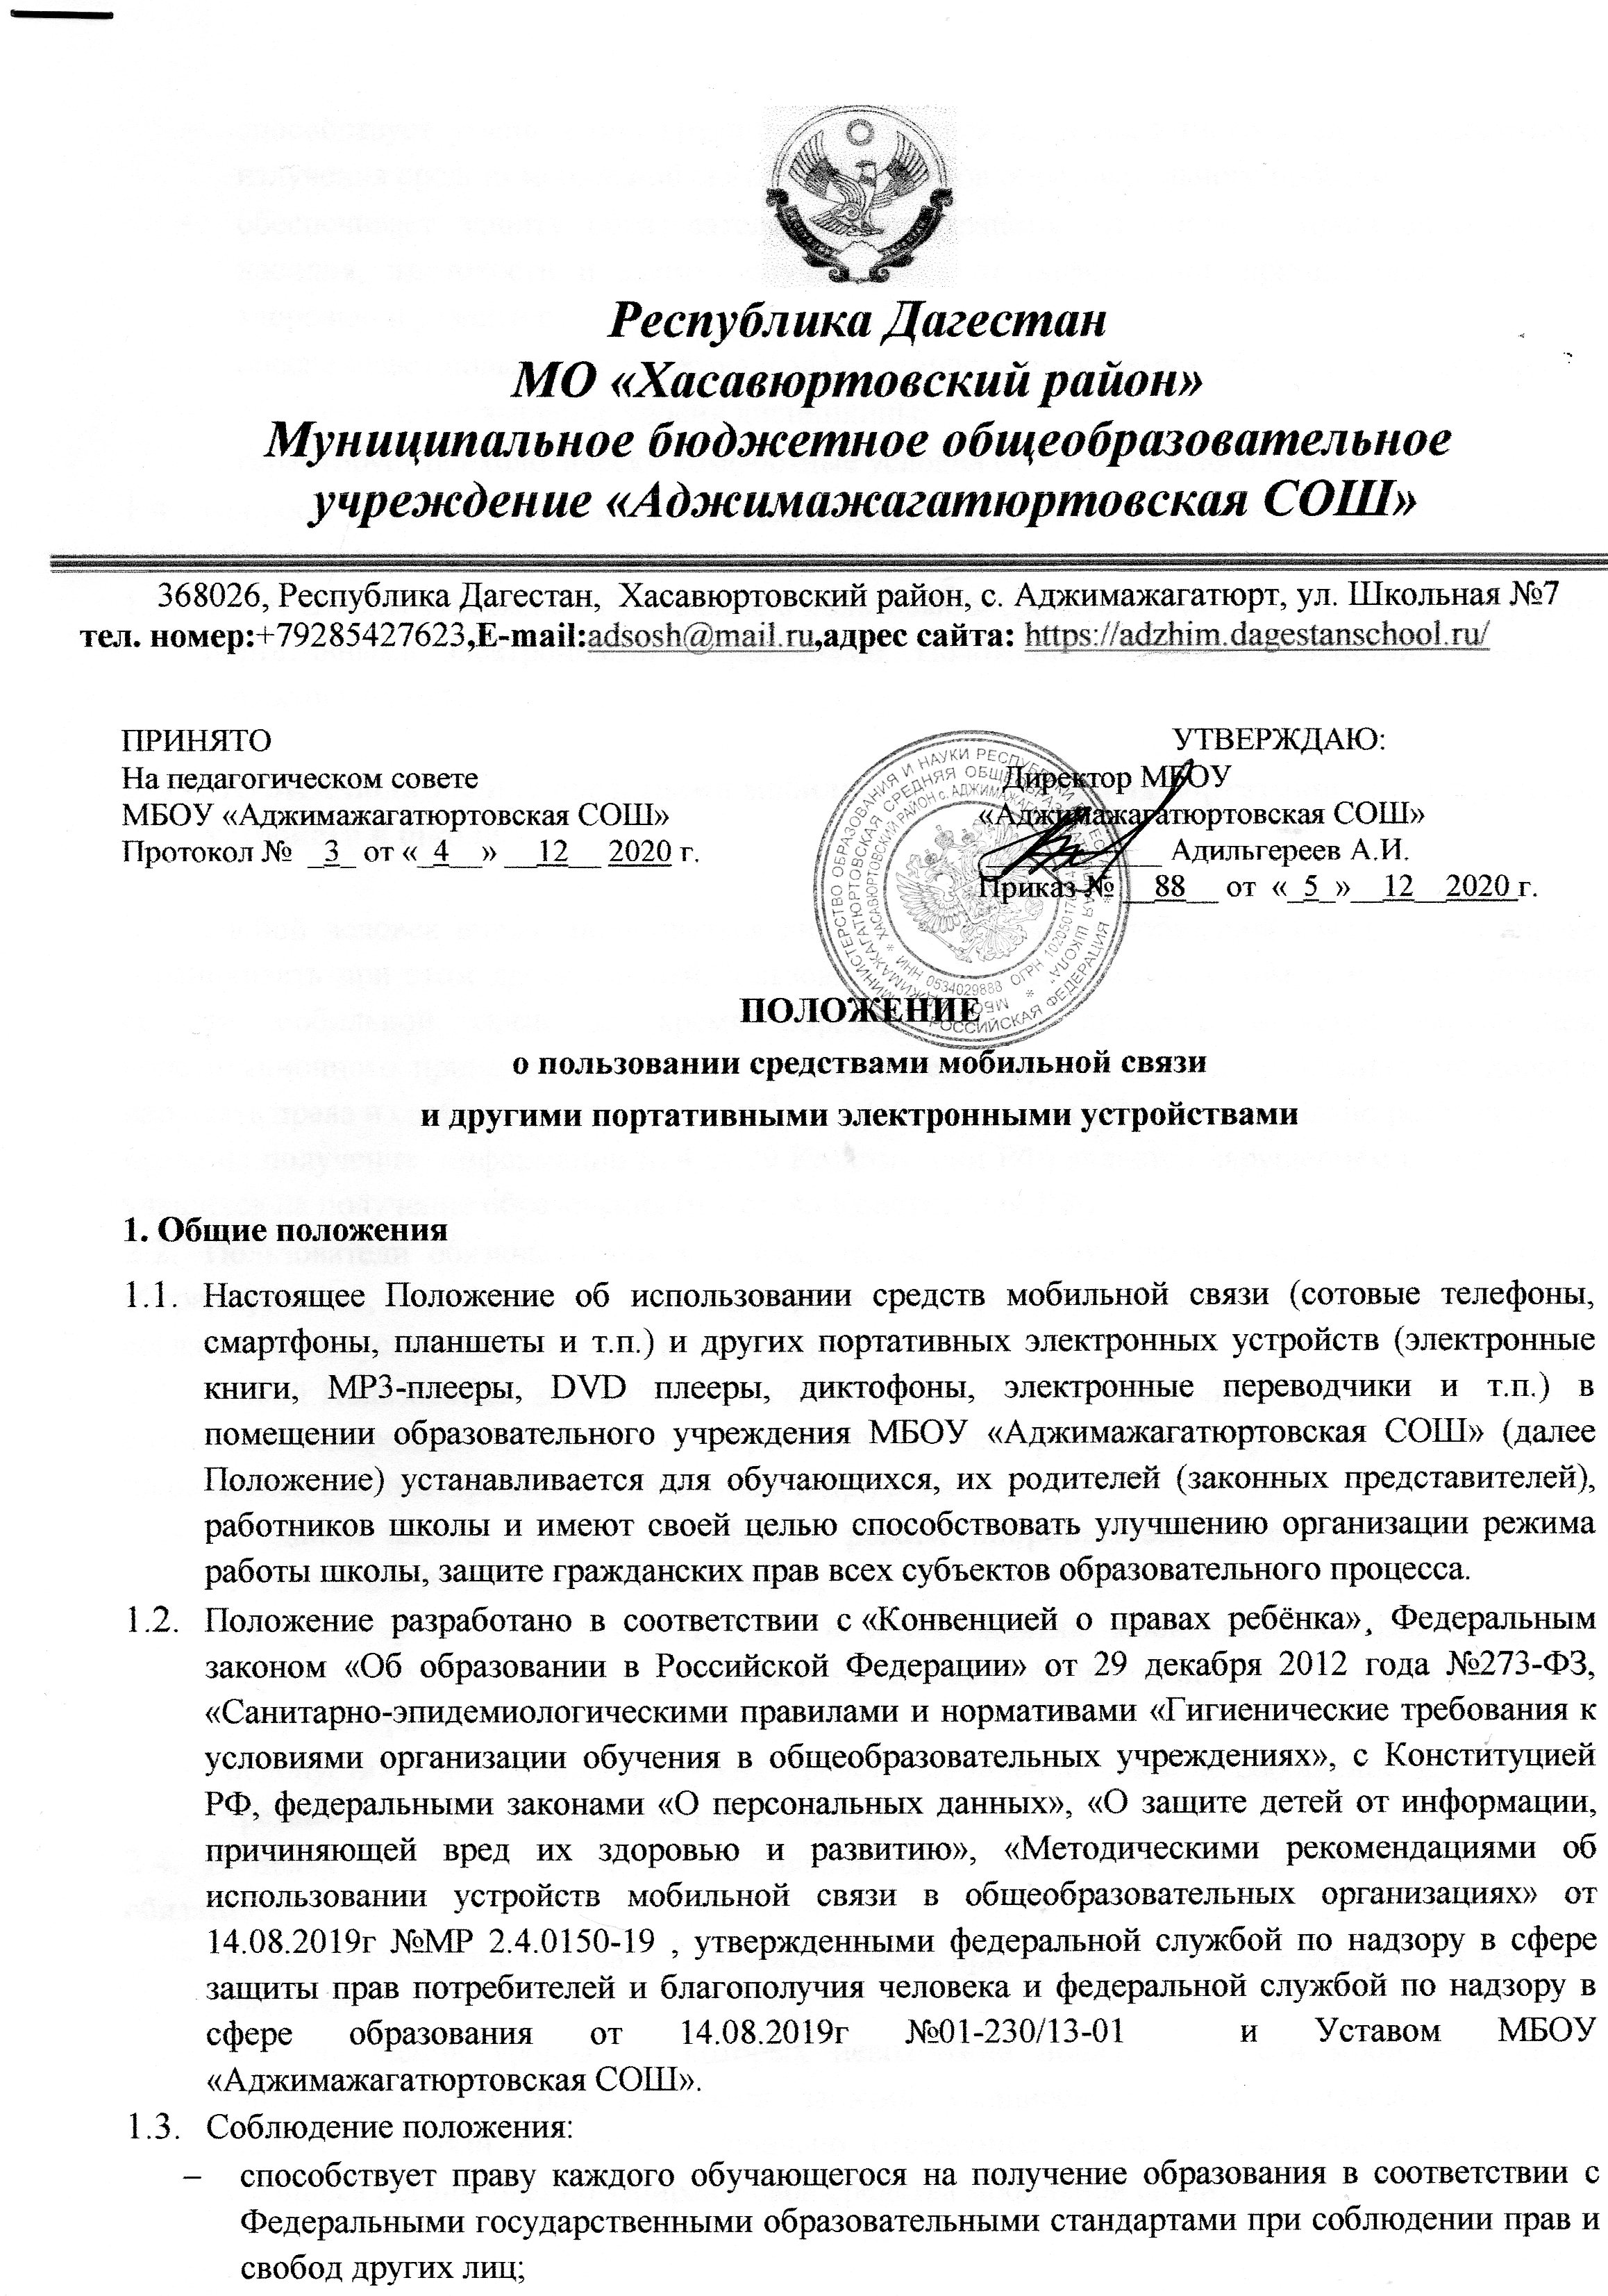 Республика Дагестан
МО «Хасавюртовский район»
Муниципальное бюджетное общеобразовательное
учреждение «Аджимажагатюртовская СОШ»
368026, Республика Дагестан, Хасавюртовский район, с. Аджимажагатюрт, ул. Школьная №7
тел. номер:+79285427623,E-mail:adsosh@mail.ru,адрес сайта: https://adzhim.dagestanschool.ru/
ПРИНЯТО
На педагогическом совете
МБОУ «Аджимажагатюртовская СОШ»
Протокол № _3_ от «_4__» __12__ 2020 г.
УТВЕРЖДАЮ:
Директор МБОУ
«Аджимажагатюртовская СОШ»
___________ Адильгереев А.И.
Приказ № __88__ от «_5_»__12__2020 г.
ИНН 0534029888
РОССИЙСКАЯ ФЕДЕРАЦИЯ
ПОЛОЖЕНИЕ
о пользовании средствами мобильной связи
и другими портативными электронными устройствами
1. Общие положения
1.1. Настоящее Положение об использовании средств мобильной связи (сотовые телефоны,
смартфоны, планшеты и т.п.) и других портативных электронных устройств (электронные
книги, MP3-плееры, DVD плееры, диктофоны, электронные переводчики и т.п.) в
помещении образовательного учреждения МБОУ «Аджимажагатюртовская СОШ» (далее
Положение) устанавливается для обучающихся, их родителей (законных представителей),
работников школы и имеют своей целью способствовать улучшению организации режима
работы школы, защите гражданских прав всех субъектов образовательного процесса.
1.2. Положение разработано в соответствии с «Конвенцией о правах ребёнка», Федеральным
законом «Об образовании в Российской Федерации» от 29 декабря 2012 года №273-ФЗ,
«Санитарно-эпидемиологическими правилами и нормативами «Гигиенические требования к
условиями организации обучения в общеобразовательных учреждениях», с Конституцией
РФ, федеральными законами «О персональных данных», «О защите детей от информации,
причиняющей вред их здоровью и развитию», «Методическими рекомендациями об
использовании устройств мобильной связи в общеобразовательных организациях» от
14.08.2019г №МР 2.4.0150-19 , утвержденными федеральной службой по надзору в сфере
защиты прав потребителей и благополучия человека и федеральной службой по надзору в
сфере образования от 14.08.2019г №01-230/13-01 и Уставом МБОУ
«Аджимажагатюртовская СОШ».
1.3. Соблюдение положения:
– способствует праву каждого обучающегося на получение образования в соответствии с
Федеральными государственными образовательными стандартами при соблюдении прав и
свобод других лиц;